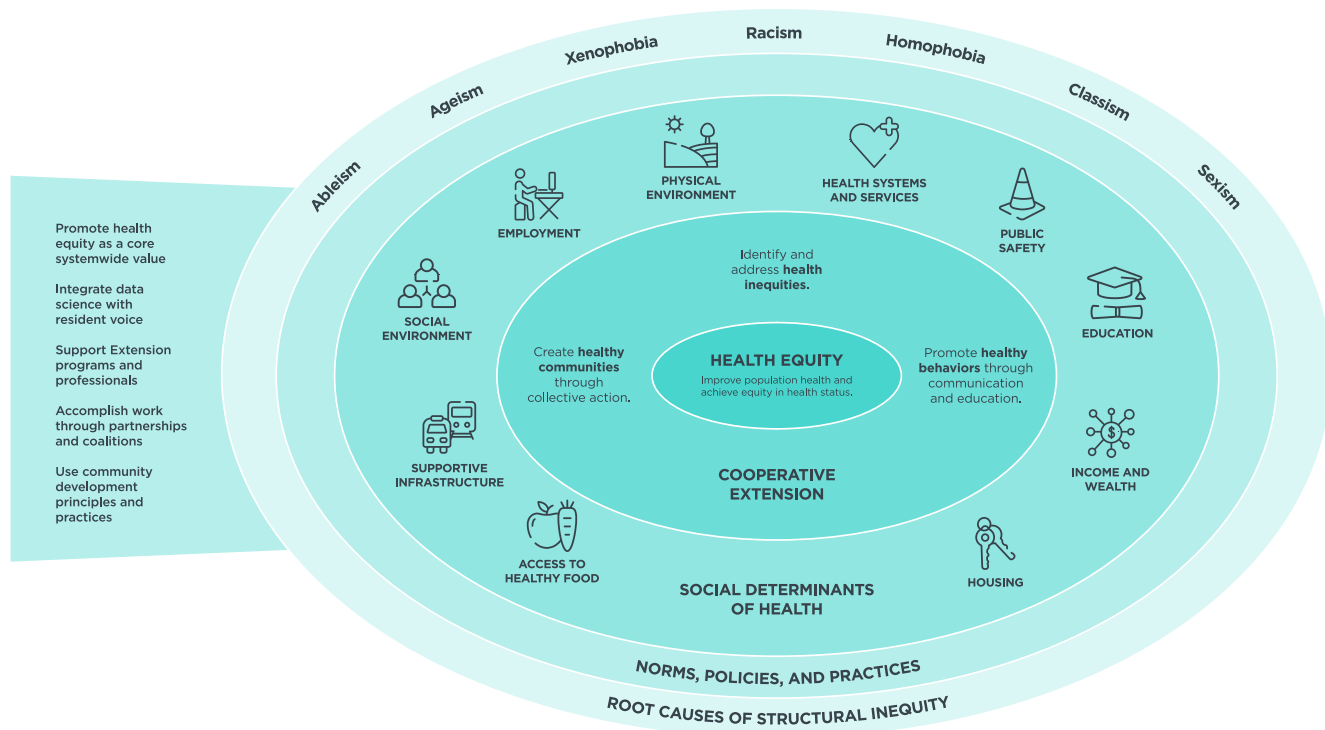 Racism
Xenophobia
Homophobia
Ageism
Classism
Ableism
Sexism
Promote health
equity as a core
systemwide value
Integrate data
science with
resident voice
Support Extension
programs and
professionals
Accomplish work
through partnerships
and coalitions
Use community
development
principles and
practices
PHYSICAL
ENVIRONMENT
HEALTH SYSTEMS
AND SERVICES
EMPLOYMENT
PUBLIC
SAFETY
SOCIAL
ENVIRONMENT
EDUCATION
SUPPORTIVE
INFRASTRUCTURE
INCOME AND
WEALTH
ACCESS TO
HEALTHY FOOD
HOUSING
Identify and
address health
inequities.
Create healthy
communities
through
collective action.
HEALTH EQUITY
Improve population health and
achieve equity in health status.
Promote healthy
behaviors through
communication
and education.
COOPERATIVE
EXTENSION
SOCIAL DETERMINANTS
OF HEALTH
NORMS, POLICIES, AND PRACTICES
ROOT CAUSES OF STRUCTURAL INEQUITY
$